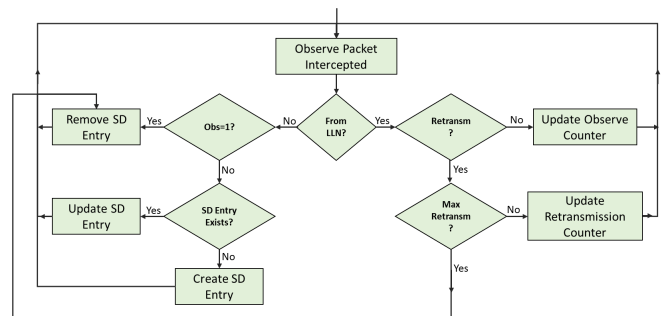 Observe Packet
Intercepted
Remove SD
Entry
Yes
Obs=1?
No
From
LLN?
Yes
Retransm
?
No
Update Observe
Counter
No
Yes
Update SD
Entry
Yes
SD Entry
Exists?
Max
Retransm
?
No
Update
Retransmission
Counter
No
Yes
Create SD
Entry